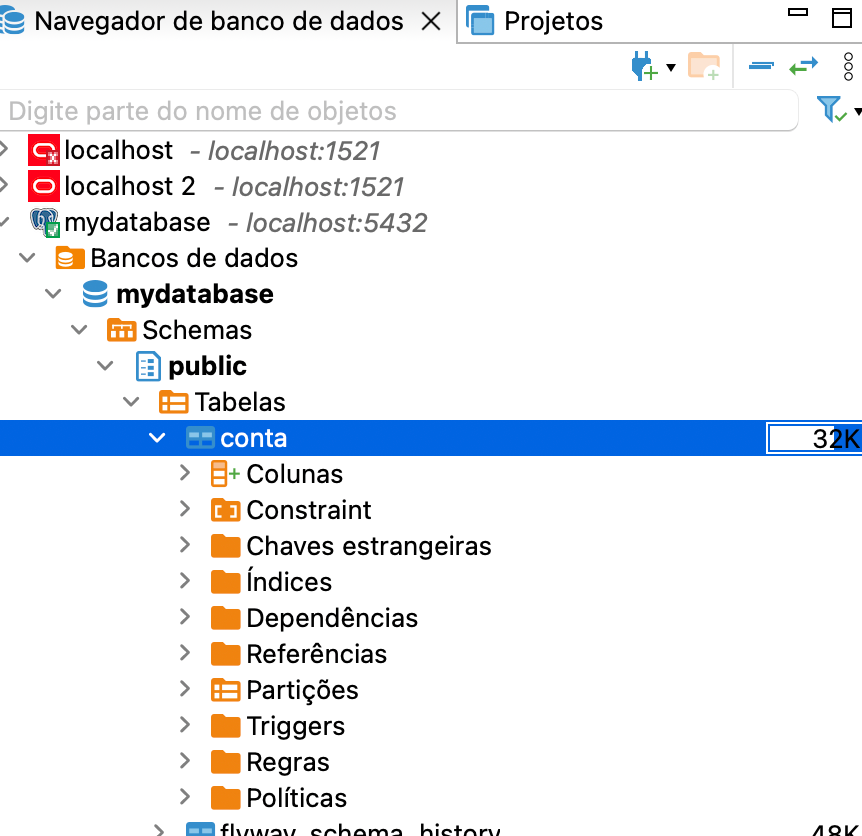 Navegador de banco de dados
Projetos
Digite parte do nome de objetos
localhost - localhost:1521
localhost 2 - localhost:1521
mydatabase - localhost:5432
Bancos de dados
mydatabase
Schemas
public
Tabelas
conta 32K
Colunas
Constraint
Chaves estrangeiras
Índices
Dependências
Referências
Partições
Triggers
Regras
Políticas
flyway_schema_history 48K